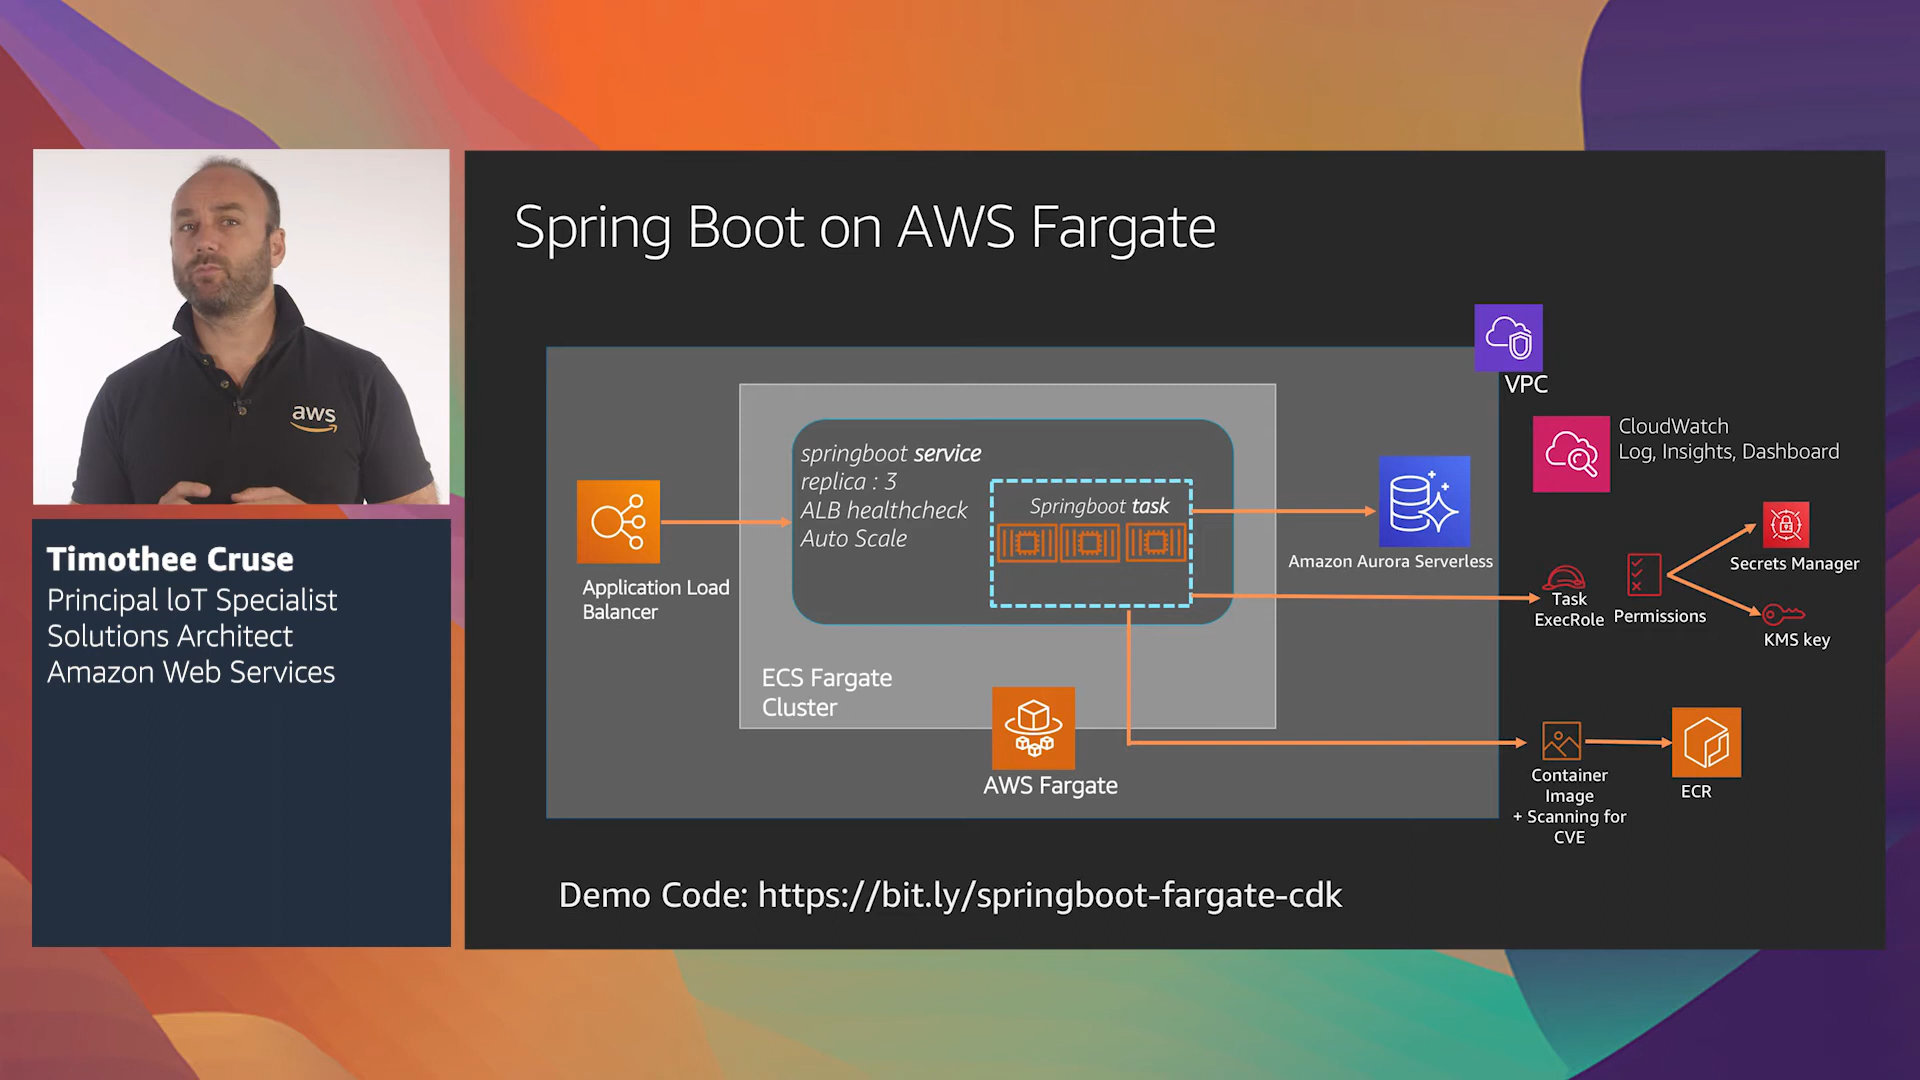 Spring Boot on AWS Fargate
aws
Timothee Cruse
Principal IoT Specialist
Solutions Architect
Amazon Web Services
VPC
CloudWatch
Log, Insights, Dashboard
springboot service
replica : 3
ALB healthcheck
Auto Scale
Springboot task
Application Load
Balancer
Amazon Aurora Serverless
Secrets Manager
Task
ExecRole
Permissions
KMS key
ECS Fargate
Cluster
AWS Fargate
Container
Image
+ Scanning for
CVE
ECR
Demo Code: https://bit.ly/springboot-fargate-cdk